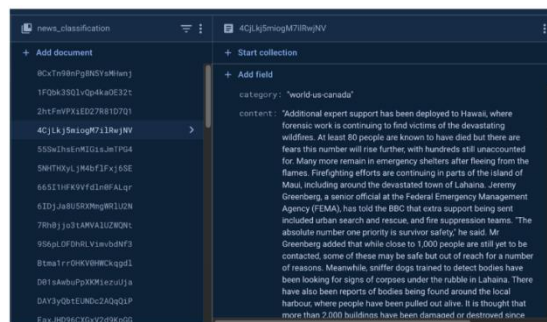 news_classification
+ Add document
0CxTn90nPg8N5YsMHwnj
1FQbk3SQlvQp4kaOE32t
2htFmVPXiED27R81D7Q1
4CjLkj5miogM7ilRwjNV
5SSwIhsEnMIGisJmTPG4
5NHTHXyLjM4bflFxj6SE
665I1HFK9Vfdln0FALqr
6IDjJa8USRXMngWRlU2N
7Rh0jjo3tAMVAlUZWQNt
9S6pLOFDhRLVimvbdNf3
Btma1rr0HKV0HWCkqgdl
D01sAwbuPpXKMiezuUja
DAY3yQbtEUNDc2AQqQiP
4CjLkj5miogM7ilRwjNV
+ Start collection
+ Add field
category: "world-us-canada"
content: "Additional expert support has been deployed to Hawaii, where
forensic work is continuing to find victims of the devastating
wildfires. At least 80 people are known to have died but there are
fears this number will rise further, with hundreds still unaccounted
for. Many more remain in emergency shelters after fleeing from the
flames. Firefighting efforts are continuing in parts of the island of
Maui, including around the devastated town of Lahaina. Jeremy
Greenberg, a senior official at the Federal Emergency Management
Agency (FEMA), has told the BBC that extra support being sent
included urban search and rescue, and fire suppression teams. "The
absolute number one priority is survivor safety," he said. Mr
Greenberg added that while close to 1,000 people are still yet to be
contacted, some of these may be safe but out of reach for a number
of reasons. Meanwhile, sniffer dogs trained to detect bodies have
been looking for signs of corpses under the rubble in Lahaina. There
have also been reports of bodies being found around the local
harbour, where people have been pulled out alive. It is thought that
more than 2,000 buildings have been damaged or destroyed since